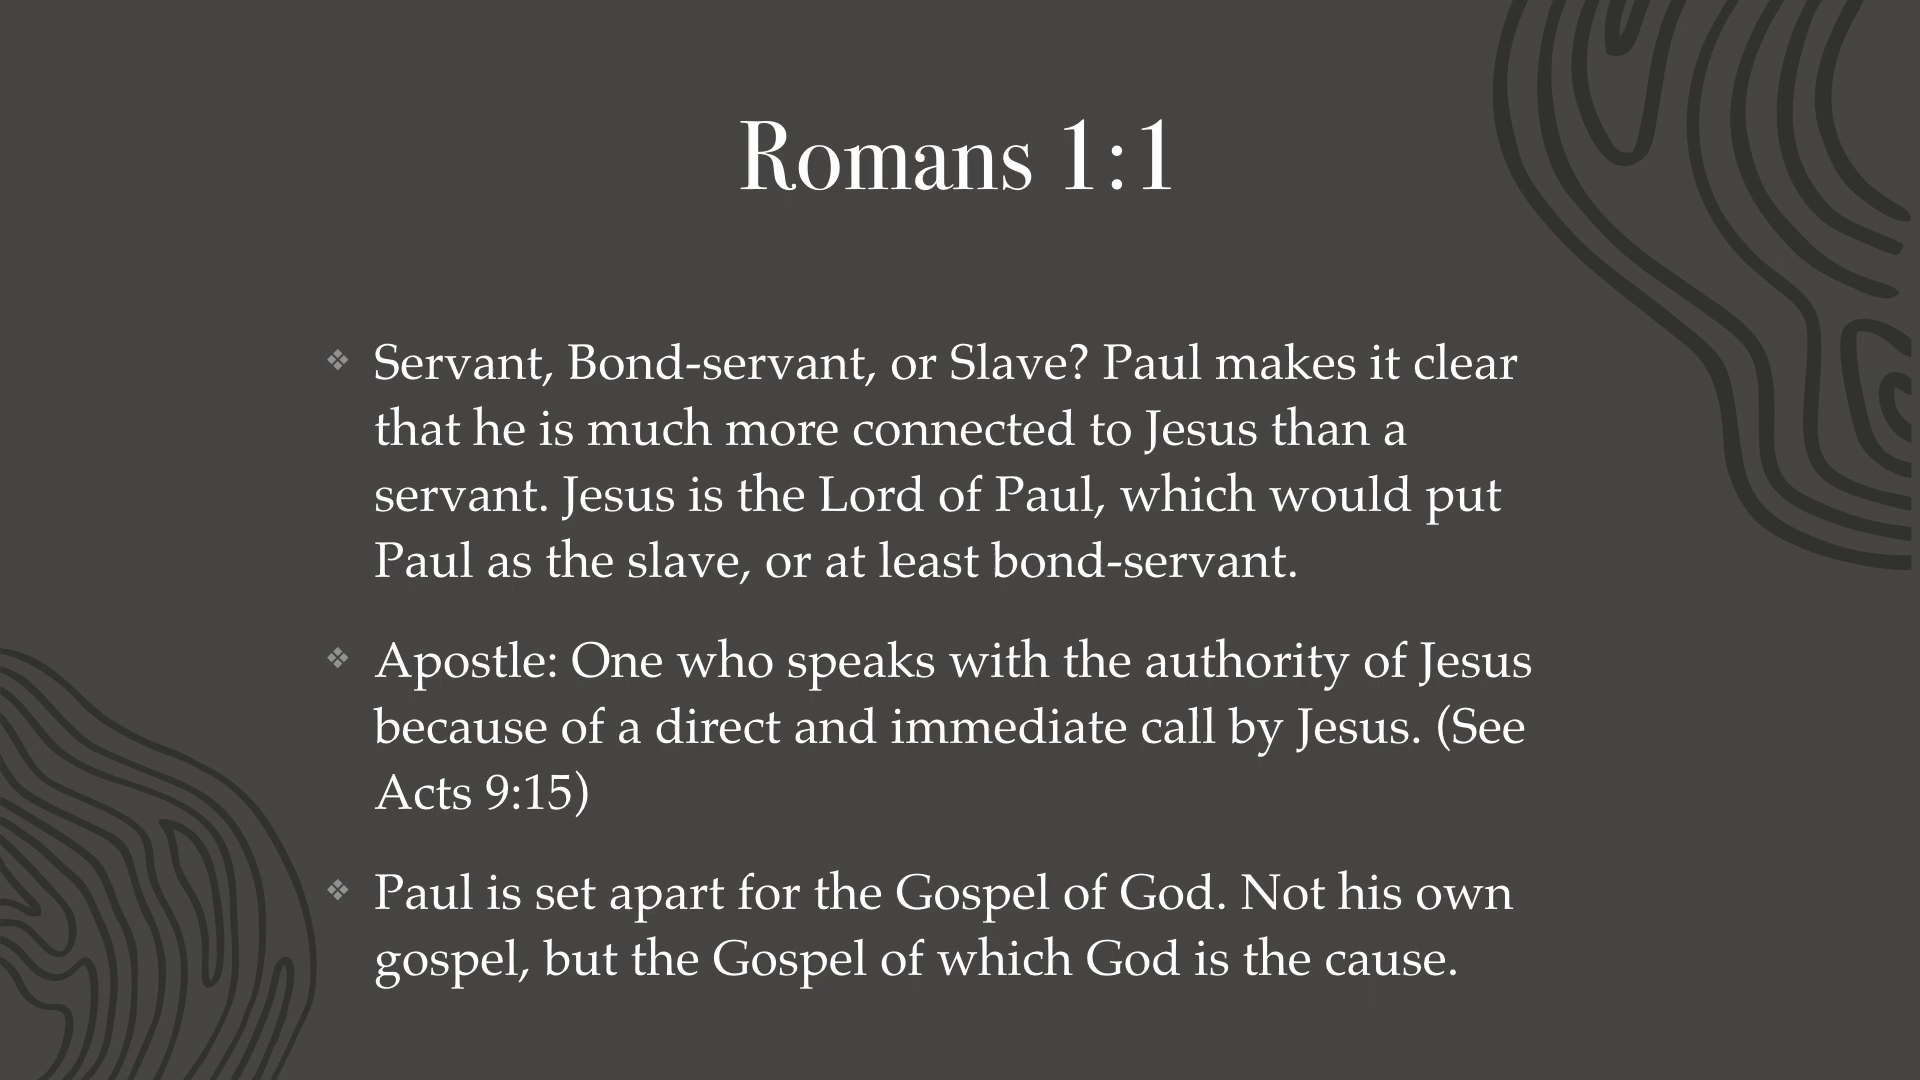 Romans 1:1
❖ Servant, Bond-servant, or Slave? Paul makes it clear
that he is much more connected to Jesus than a
servant. Jesus is the Lord of Paul, which would put
Paul as the slave, or at least bond-servant.
❖ Apostle: One who speaks with the authority of Jesus
because of a direct and immediate call by Jesus. (See
Acts 9:15)
❖ Paul is set apart for the Gospel of God. Not his own
gospel, but the Gospel of which God is the cause.